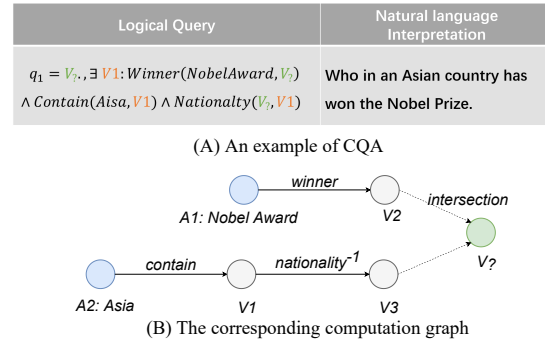 Logical Query
Natural language
Interpretation
q₁ = V?., ∃ V1: Winner(NobelAward, V?)
∧ Contain(Aisa, V1) ∧ Nationalty(V?, V1)
Who in an Asian country has
won the Nobel Prize.
(A) An example of CQA
winner
A1: Nobel Award
V2
intersection
V?
contain
nationality⁻¹
A2: Asia
V1
V3
(B) The corresponding computation graph